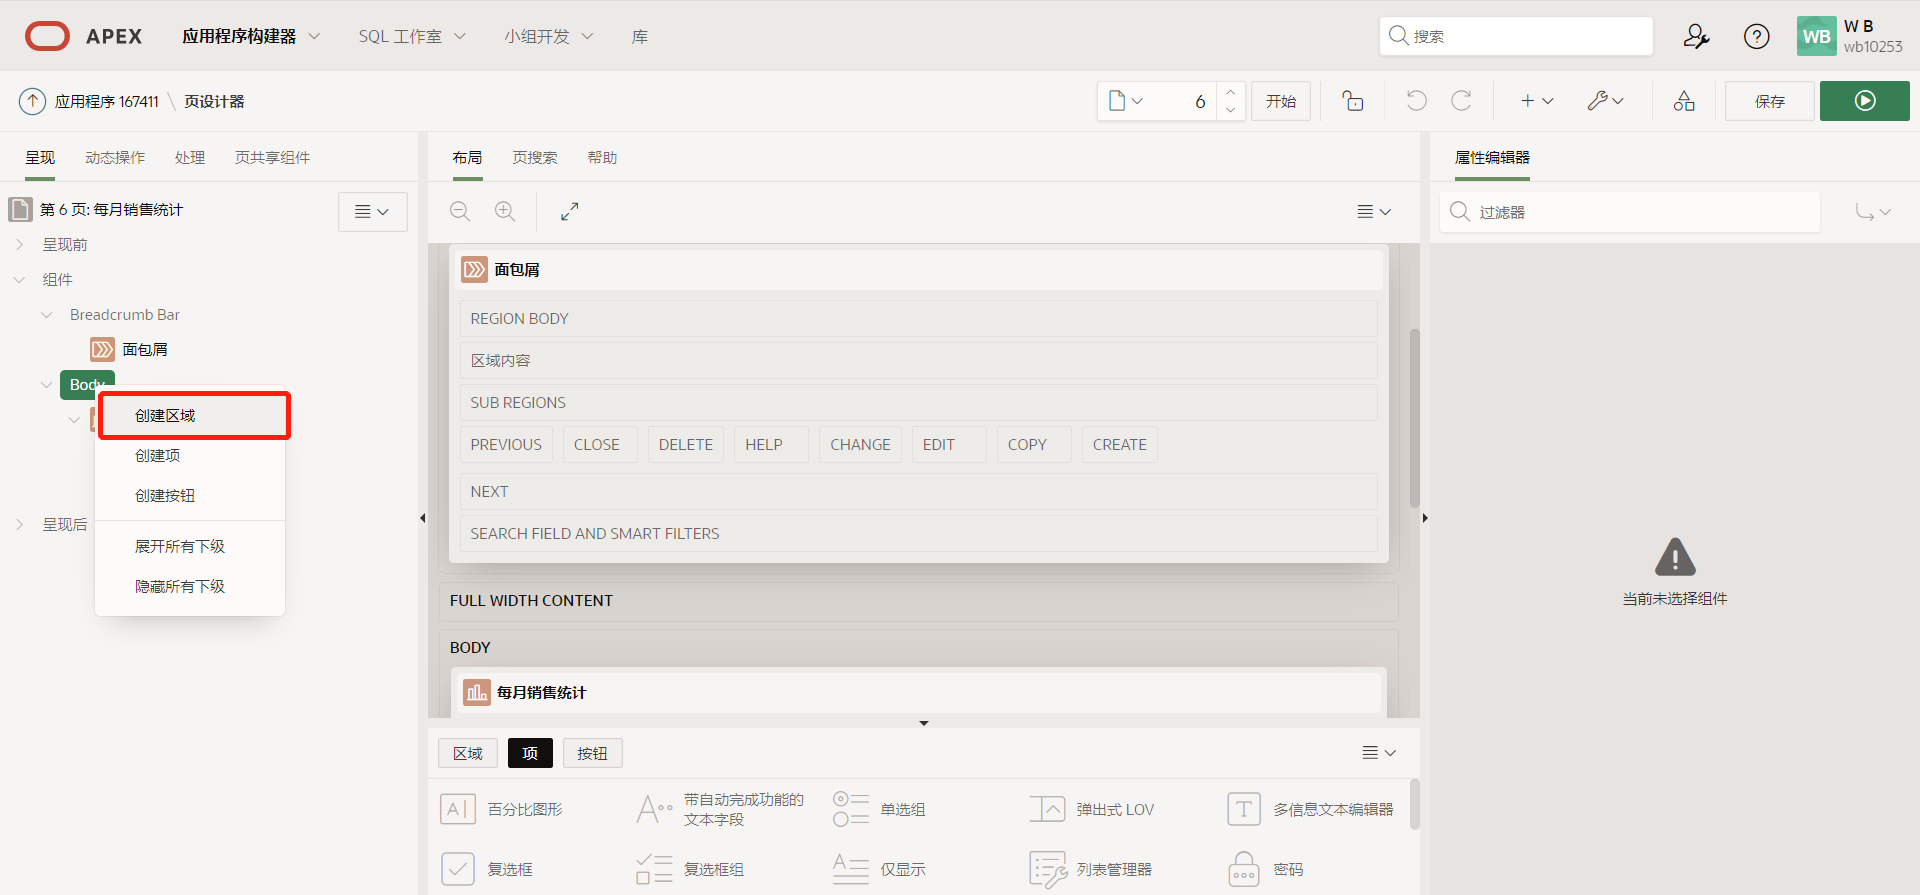 APEX
应用程序构建器
SQL 工作室
小组开发
库
搜索
WB
W B
wb10253
应用程序 167411 \ 页设计器
6
开始
保存
呈现
动态操作
处理
页共享组件
布局
页搜索
帮助
属性编辑器
第 6 页: 每月销售统计
过滤器
呈现前
组件
Breadcrumb Bar
面包屑
Body
创建区域
创建项
创建按钮
呈现后
展开所有下级
隐藏所有下级
面包屑
REGION BODY
区域内容
SUB REGIONS
PREVIOUS
CLOSE
DELETE
HELP
CHANGE
EDIT
COPY
CREATE
NEXT
SEARCH FIELD AND SMART FILTERS
FULL WIDTH CONTENT
BODY
每月销售统计
当前未选择组件
区域
项
按钮
百分比图形
带自动完成功能的
文本字段
单选组
弹出式 LOV
多信息文本编辑器
复选框
复选框组
仅显示
列表管理器
密码